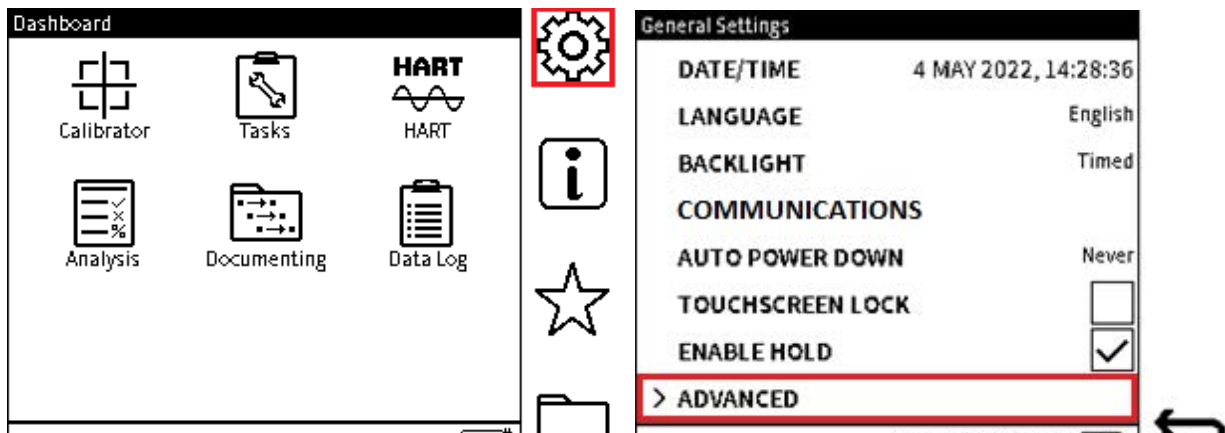 Dashboard
HART
Calibrator Tasks HART
Analysis Documenting Data Log
General Settings
DATE/TIME 4 MAY 2022, 14:28:36
LANGUAGE English
BACKLIGHT Timed
COMMUNICATIONS
AUTO POWER DOWN Never
TOUCHSCREEN LOCK
ENABLE HOLD
> ADVANCED